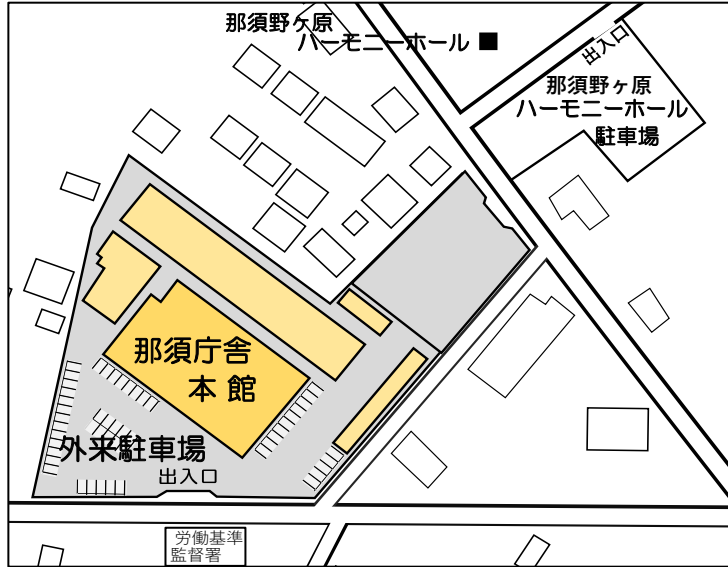 那須野ヶ原
ハーモニーホール ■
出入口
那須野ヶ原
ハーモニーホール
駐車場
那須庁舎
本館
外来駐車場
出入口
労働基準
監督署